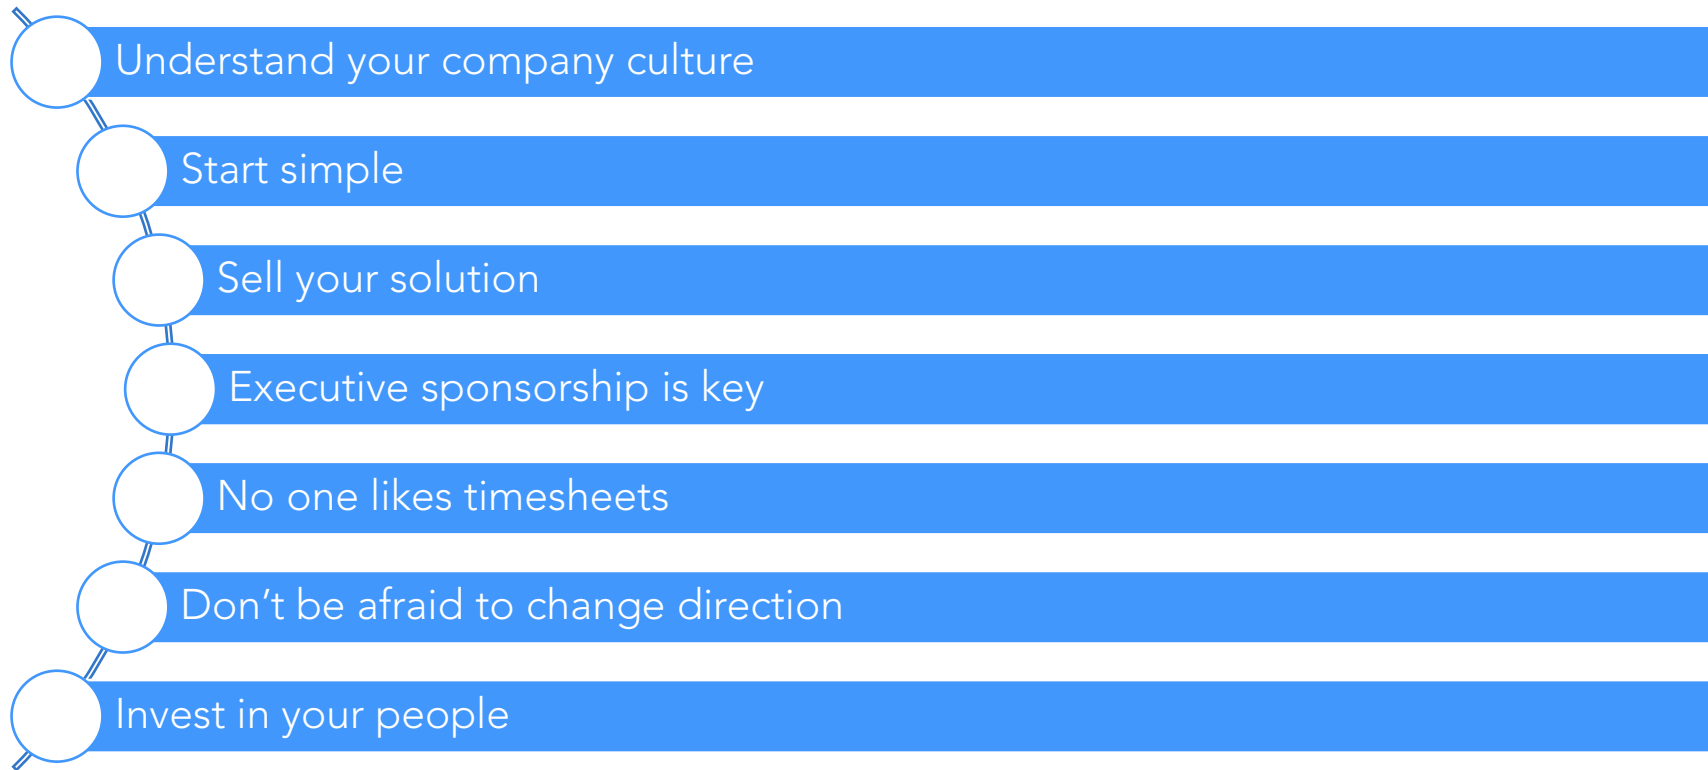 Understand your company culture
Start simple
Sell your solution
Executive sponsorship is key
No one likes timesheets
Don’t be afraid to change direction
Invest in your people